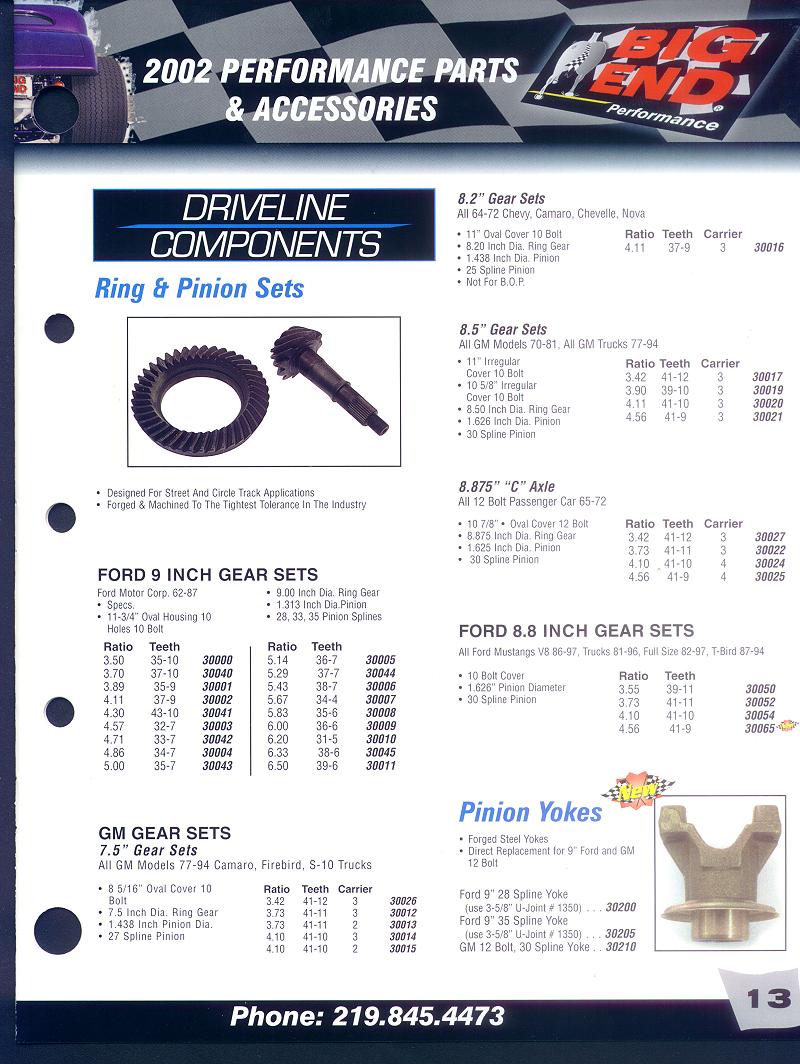 2002 PERFORMANCE PARTS
& ACCESSORIES
BIG
END®
Performance
DRIVELINE
COMPONENTS
Ring & Pinion Sets
• Designed For Street And Circle Track Applications
• Forged & Machined To The Tightest Tolerance In The Industry
FORD 9 INCH GEAR SETS
Ford Motor Corp. 62-87
• Specs.
• 11-3/4" Oval Housing 10
Holes 10 Bolt
• 9.00 Inch Dia. Ring Gear
• 1.313 Inch Dia.Pinion
• 28, 33, 35 Pinion Splines
Ratio Teeth
3.50 35-10 30000
3.70 37-10 30040
3.89 35-9 30001
4.11 37-9 30002
4.30 43-10 30041
4.57 32-7 30003
4.71 33-7 30042
4.86 34-7 30004
5.00 35-7 30043
Ratio Teeth
5.14 36-7 30005
5.29 37-7 30044
5.43 38-7 30006
5.67 34-4 30007
5.83 35-6 30008
6.00 36-6 30009
6.20 31-5 30010
6.33 38-6 30045
6.50 39-6 30011
GM GEAR SETS
7.5" Gear Sets
All GM Models 77-94 Camaro, Firebird, S-10 Trucks
• 8 5/16" Oval Cover 10
Bolt
• 7.5 Inch Dia. Ring Gear
• 1.438 Inch Pinion Dia.
• 27 Spline Pinion
Ratio Teeth Carrier
3.42 41-12 3 30026
3.73 41-11 3 30012
3.73 41-11 2 30013
4.10 41-10 3 30014
4.10 41-10 2 30015
8.2" Gear Sets
All 64-72 Chevy, Camaro, Chevelle, Nova
• 11" Oval Cover 10 Bolt
• 8.20 Inch Dia. Ring Gear
• 1.438 Inch Dia. Pinion
• 25 Spline Pinion
• Not For B.O.P.
Ratio Teeth Carrier
4.11 37-9 3 30016
8.5" Gear Sets
All GM Models 70-81, All GM Trucks 77-94
• 11" Irregular
Cover 10 Bolt
• 10 5/8" Irregular
Cover 10 Bolt
• 8.50 Inch Dia. Ring Gear
• 1.626 Inch Dia. Pinion
• 30 Spline Pinion
Ratio Teeth Carrier
3.42 41-12 3 30017
3.90 39-10 3 30019
4.11 41-10 3 30020
4.56 41-9 3 30021
8.875" "C" Axle
All 12 Bolt Passenger Car 65-72
• 10 7/8" • Oval Cover 12 Bolt
• 8.875 Inch Dia. Ring Gear
• 1.625 Inch Dia. Pinion
• 30 Spline Pinion
Ratio Teeth Carrier
3.42 41-12 3 30027
3.73 41-11 3 30022
4.10 41-10 4 30024
4.56 41-9 4 30025
FORD 8.8 INCH GEAR SETS
All Ford Mustangs V8 86-97, Trucks 81-96, Full Size 82-97, T-Bird 87-94
• 10 Bolt Cover
• 1.626" Pinion Diameter
• 30 Spline Pinion
Ratio Teeth
3.55 39-11 30050
3.73 41-11 30052
4.10 41-10 30054
4.56 41-9 30065
New
Pinion Yokes
• Forged Steel Yokes
• Direct Replacement for 9" Ford and GM
12 Bolt
Ford 9" 28 Spline Yoke
(use 3-5/8" U-Joint # 1350) . . . 30200
Ford 9" 35 Spline Yoke
(use 3-5/8" U-Joint # 1350) . . . 30205
GM 12 Bolt, 30 Spline Yoke . . 30210
13
Phone: 219.845.4473